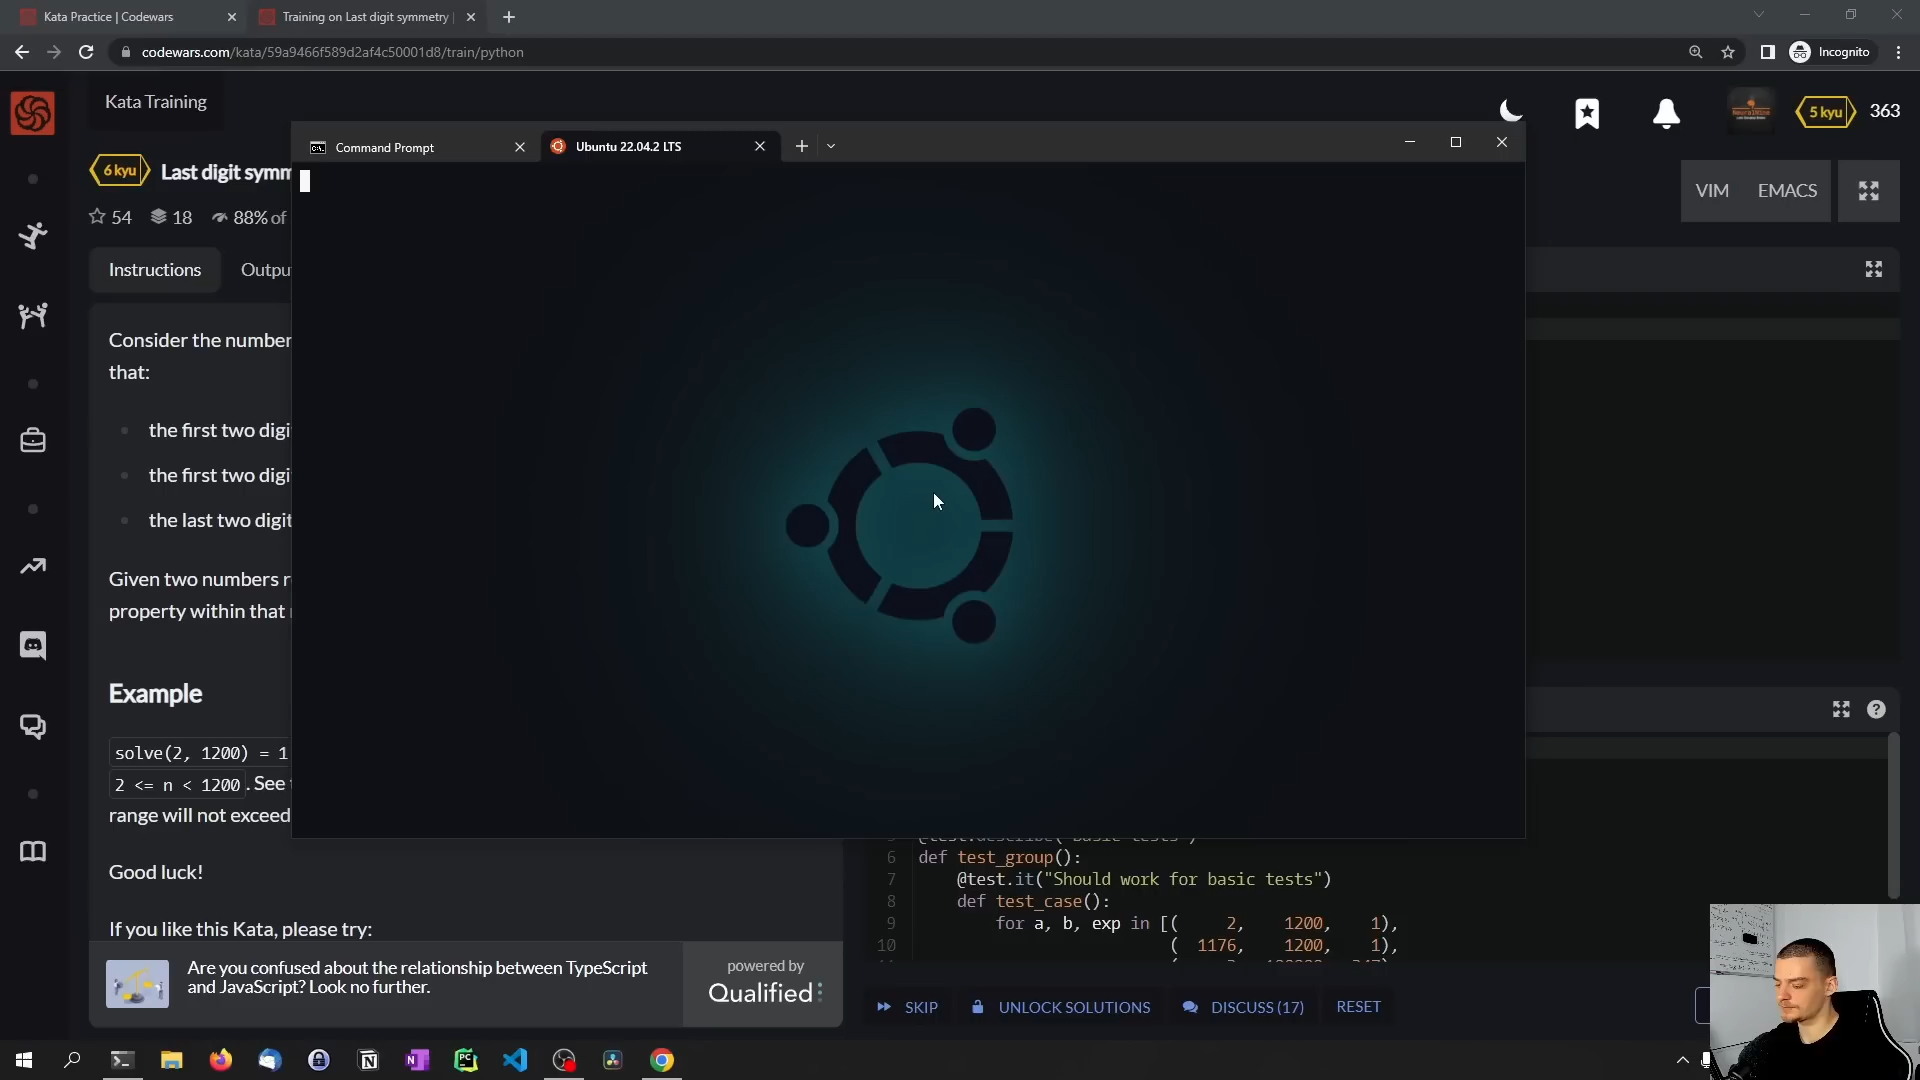 Kata Practice | Codewars
Training on Last digit symmetry |
codewars.com/kata/59a9466f589d2af4c50001d8/train/python
Incognito
Kata Training
5 kyu
363
Command Prompt
Ubuntu 22.04.2 LTS
6 kyu
Last digit symm
VIM
EMACS
54
18
88% of
Instructions
Outpu
Consider the number
that:
the first two digi
the first two digi
the last two digit
Given two numbers r
property within that
Example
solve(2, 1200) = 1
2 <= n < 1200. See
range will not exceed
Good luck!
If you like this Kata, please try:
Are you confused about the relationship between TypeScript
and JavaScript? Look no further.
powered by
Qualified
6 def test_group():
7 @test.it("Should work for basic tests")
8 def test_case():
9 for a, b, exp in [( 2, 1200, 1),
10 ( 1176, 1200, 1),
SKIP
UNLOCK SOLUTIONS
DISCUSS (17)
RESET